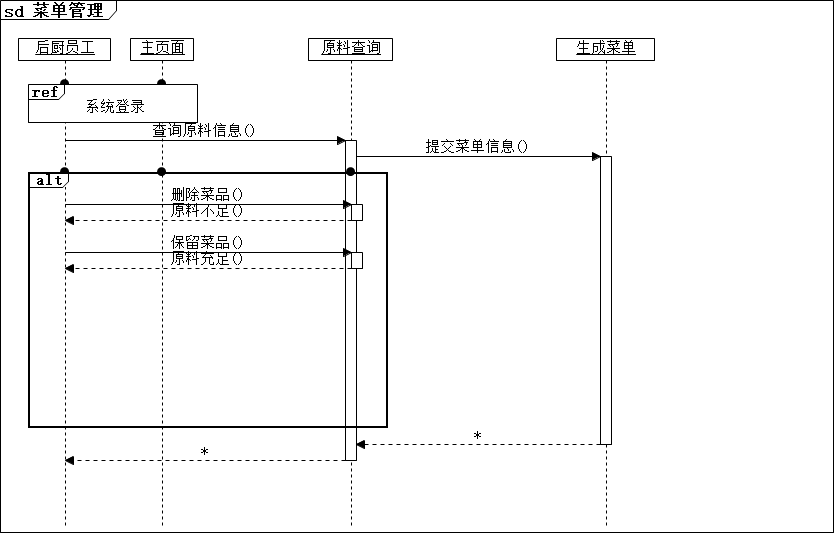 sd 菜单管理
后厨员工
主页面
原料查询
生成菜单
ref
系统登录
查询原料信息()
提交菜单信息()
alt
删除菜品()
原料不足()
保留菜品()
原料充足()
*
*